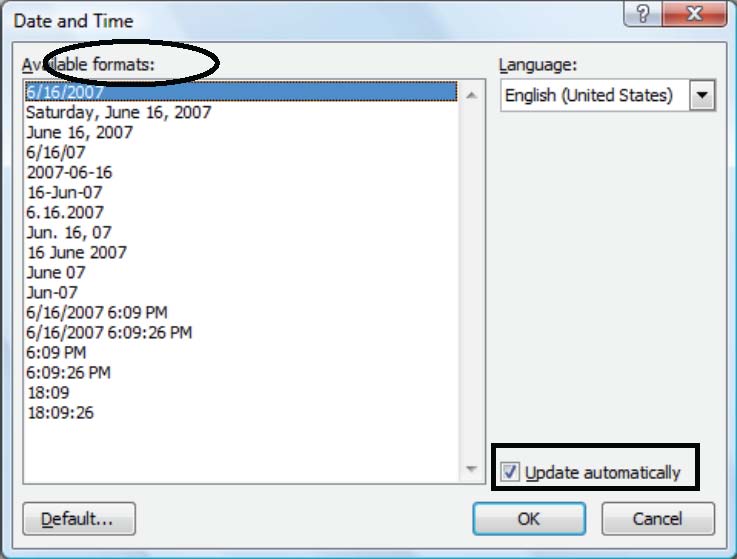 Date and Time
Available formats:
Language:
6/16/2007
English (United States)
Saturday, June 16, 2007
June 16, 2007
6/16/07
2007-06-16
16-Jun-07
6.16.2007
Jun. 16, 07
16 June 2007
June 07
Jun-07
6/16/2007 6:09 PM
6/16/2007 6:09:26 PM
6:09 PM
6:09:26 PM
18:09
18:09:26
Update automatically
Default...
OK
Cancel